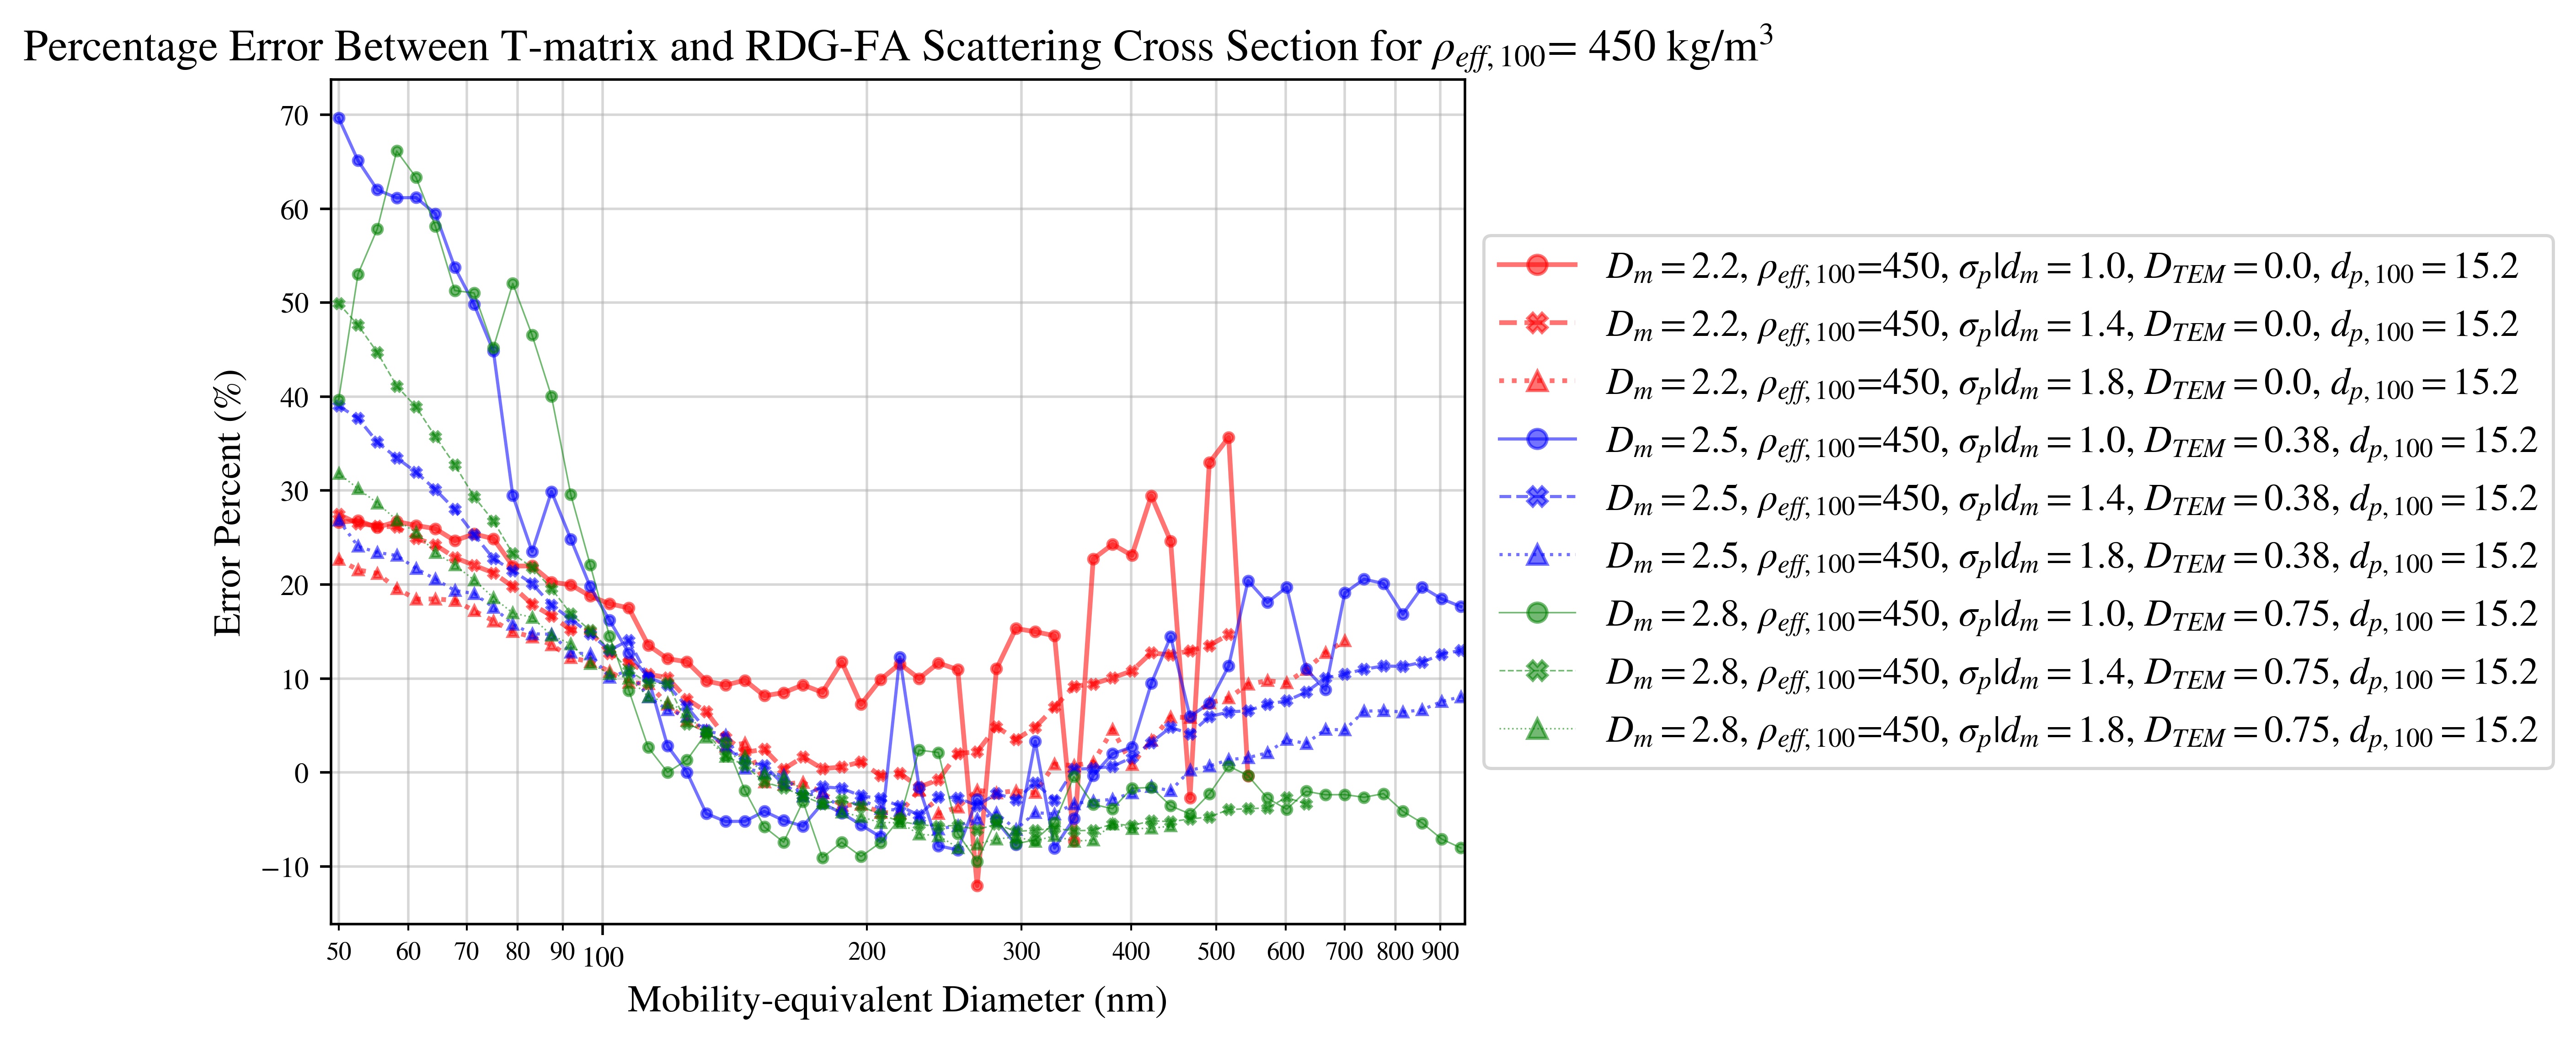 Percentage Error Between T-matrix and RDG-FA Scattering Cross Section for ρeff,100= 450 kg/m³
Error Percent (%)
70
60
50
40
30
20
10
0
−10
50 60 70 80 90 100 200 300 400 500 600 700 800 900
Mobility-equivalent Diameter (nm)
Dm = 2.2, ρeff,100=450, σp|dm = 1.0, DTEM = 0.0, dp,100 = 15.2
Dm = 2.2, ρeff,100=450, σp|dm = 1.4, DTEM = 0.0, dp,100 = 15.2
Dm = 2.2, ρeff,100=450, σp|dm = 1.8, DTEM = 0.0, dp,100 = 15.2
Dm = 2.5, ρeff,100=450, σp|dm = 1.0, DTEM = 0.38, dp,100 = 15.2
Dm = 2.5, ρeff,100=450, σp|dm = 1.4, DTEM = 0.38, dp,100 = 15.2
Dm = 2.5, ρeff,100=450, σp|dm = 1.8, DTEM = 0.38, dp,100 = 15.2
Dm = 2.8, ρeff,100=450, σp|dm = 1.0, DTEM = 0.75, dp,100 = 15.2
Dm = 2.8, ρeff,100=450, σp|dm = 1.4, DTEM = 0.75, dp,100 = 15.2
Dm = 2.8, ρeff,100=450, σp|dm = 1.8, DTEM = 0.75, dp,100 = 15.2